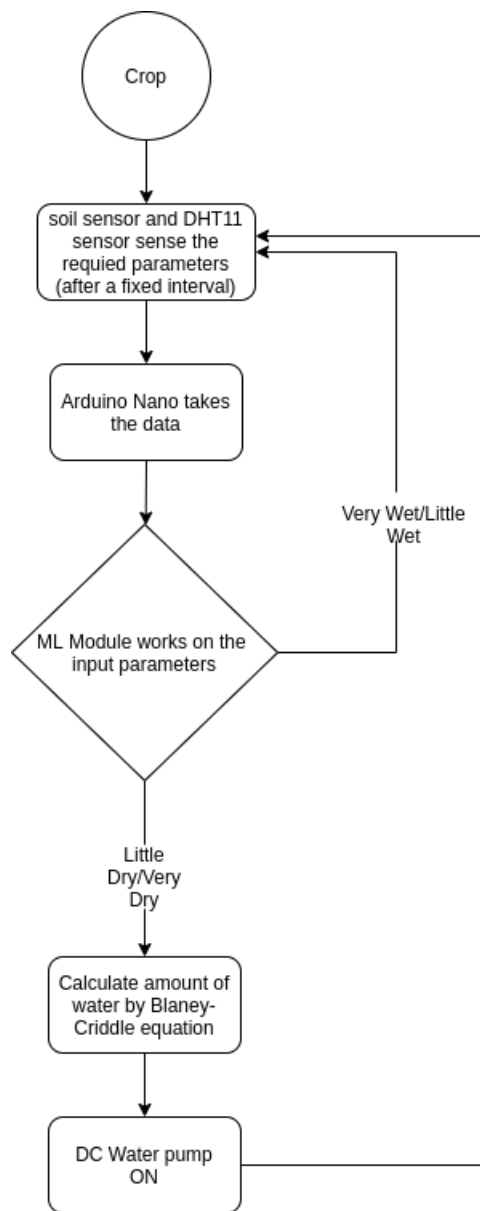 Crop
soil sensor and DHT11
sensor sense the
requied parameters
(after a fixed interval)
Arduino Nano takes
the data
Very Wet/Little
Wet
ML Module works on the
input parameters
Little
Dry/Very
Dry
Calculate amount of
water by Blaney-
Criddle equation
DC Water pump
ON